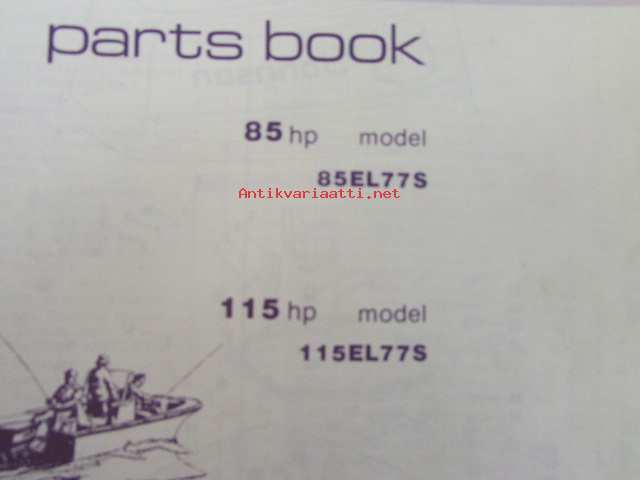 parts book
85 hp model
85EL77S
Antikvariaatti.net
115 hp model
115EL77S